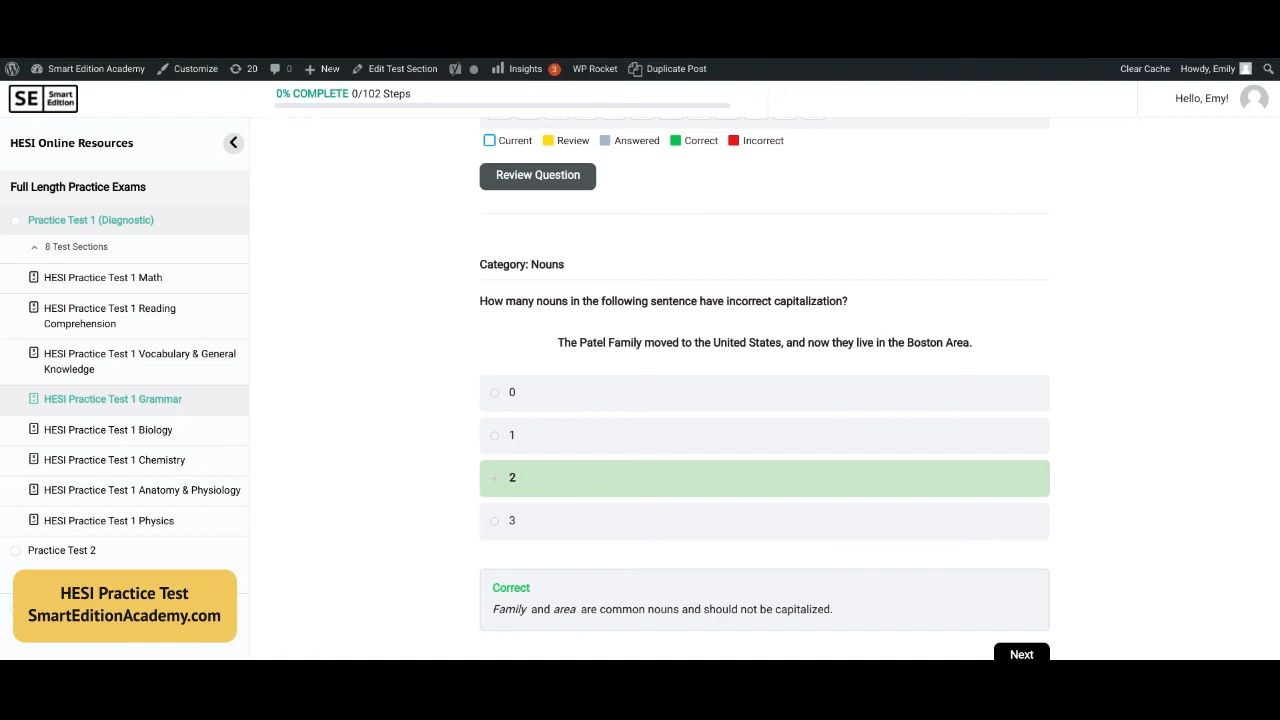 Smart Edition Academy Customize 20 0 New Edit Test Section Insights 3 WP Rocket Duplicate Post Clear Cache Howdy, Emily
SE Smart Edition
0% COMPLETE 0/102 Steps
Hello, Emy!
HESI Online Resources
Full Length Practice Exams
Practice Test 1 (Diagnostic)
8 Test Sections
HESI Practice Test 1 Math
HESI Practice Test 1 Reading
Comprehension
HESI Practice Test 1 Vocabulary & General
Knowledge
HESI Practice Test 1 Grammar
HESI Practice Test 1 Biology
HESI Practice Test 1 Chemistry
HESI Practice Test 1 Anatomy & Physiology
HESI Practice Test 1 Physics
Practice Test 2
HESI Practice Test
SmartEditionAcademy.com
Current Review Answered Correct Incorrect
Review Question
Category: Nouns
How many nouns in the following sentence have incorrect capitalization?
The Patel Family moved to the United States, and now they live in the Boston Area.
0
1
2
3
Correct
Family and area are common nouns and should not be capitalized.
Next